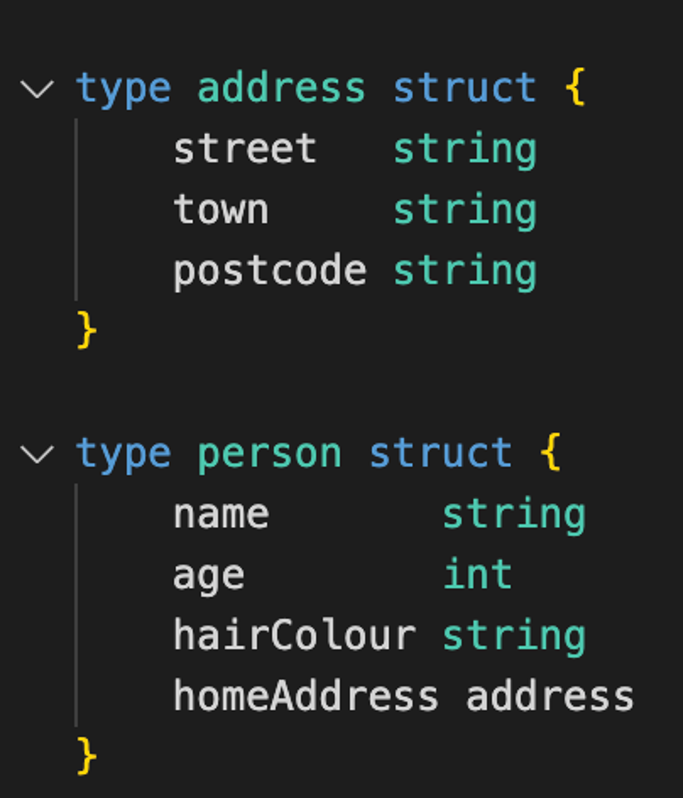 type address struct {
    street   string
    town     string
    postcode string
}
type person struct {
    name       string
    age        int
    hairColour string
    homeAddress address
}